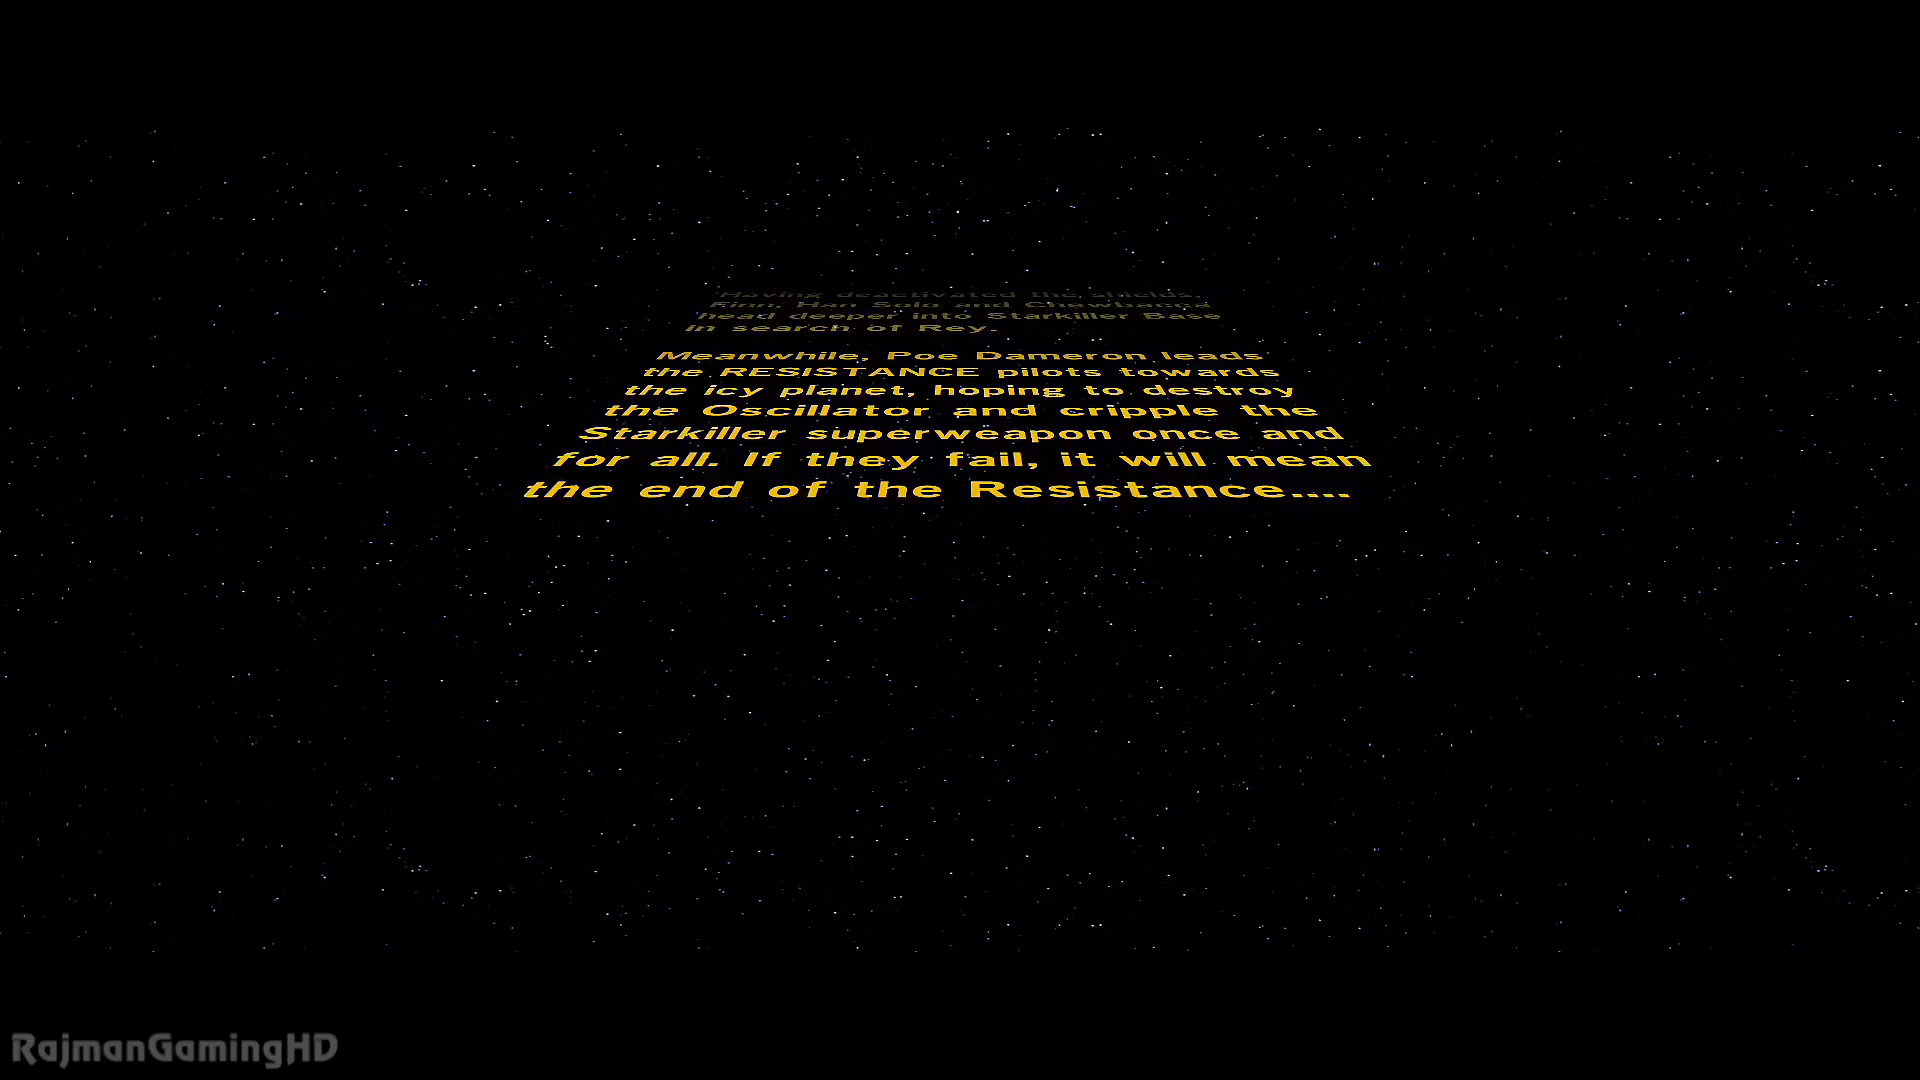 Having deactivated the shields,
Finn, Han Solo and Chewbacca
head deeper into Starkiller Base
in search of Rey.
Meanwhile, Poe Dameron leads
the RESISTANCE pilots towards
the icy planet, hoping to destroy
the Oscillator and cripple the
Starkiller superweapon once and
for all. If they fail, it will mean
the end of the Resistance....
RajmanGamingHD